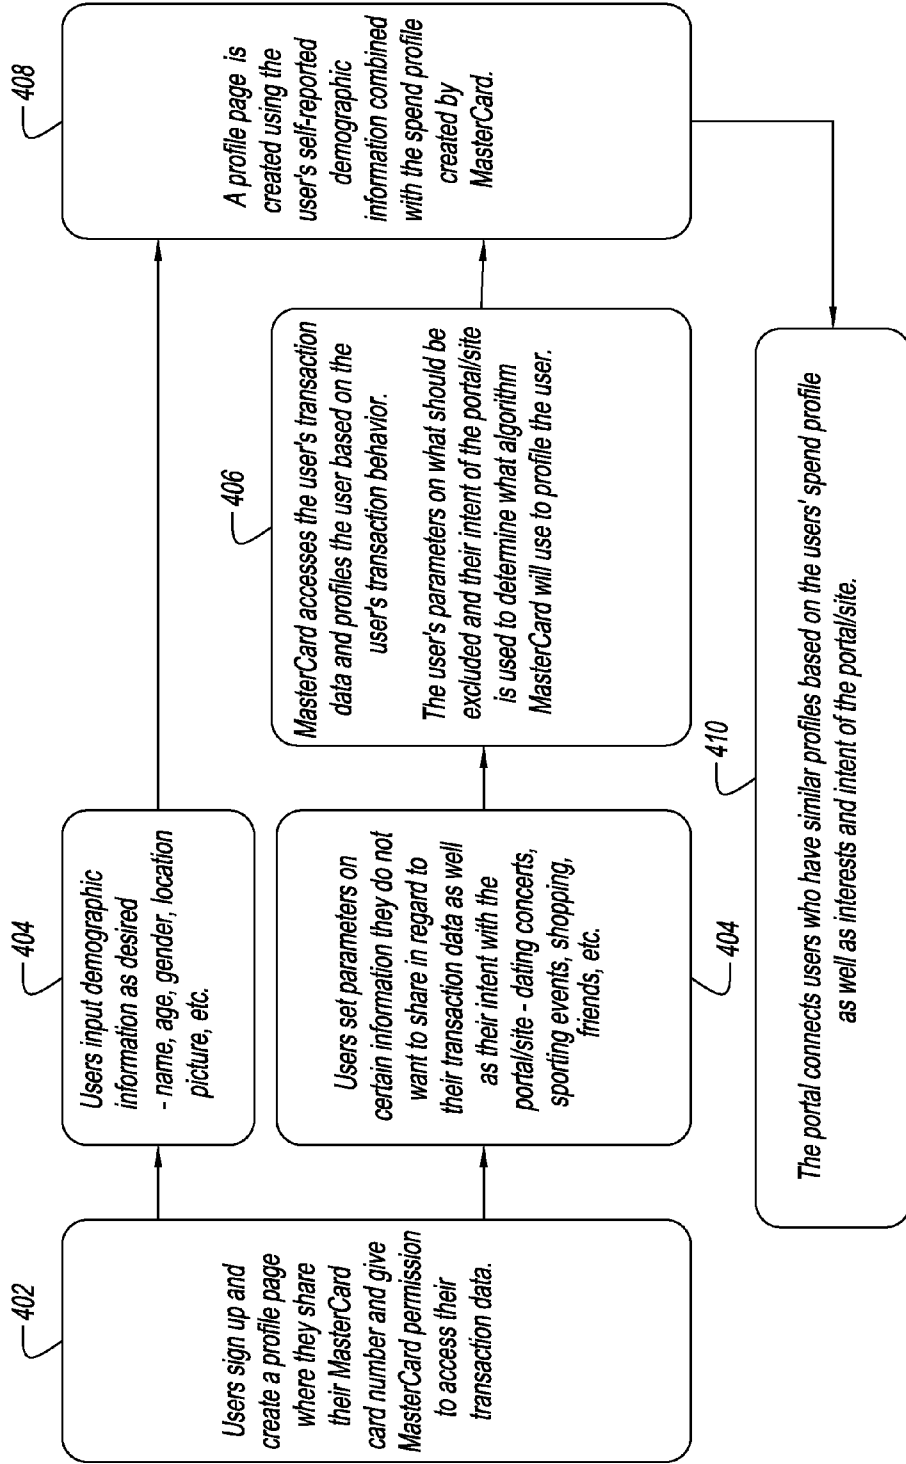 402
Users sign up and
create a profile page
where they share
their MasterCard
card number and give
MasterCard permission
to access their
transaction data.
404
Users input demographic
information as desired
- name, age, gender, location
picture, etc.
Users set parameters on
certain information they do not
want to share in regard to
their transaction data as well
as their intent with the
portal/site - dating concerts,
sporting events, shopping,
friends, etc.
404
406
MasterCard accesses the user's transaction
data and profiles the user based on the
user's transaction behavior.
The user's parameters on what should be
excluded and their intent of the portal/site
is used to determine what algorithm
MasterCard will use to profile the user.
408
A profile page is
created using the
user's self-reported
demographic
information combined
with the spend profile
created by
MasterCard.
410
The portal connects users who have similar profiles based on the users' spend profile
as well as interests and intent of the portal/site.